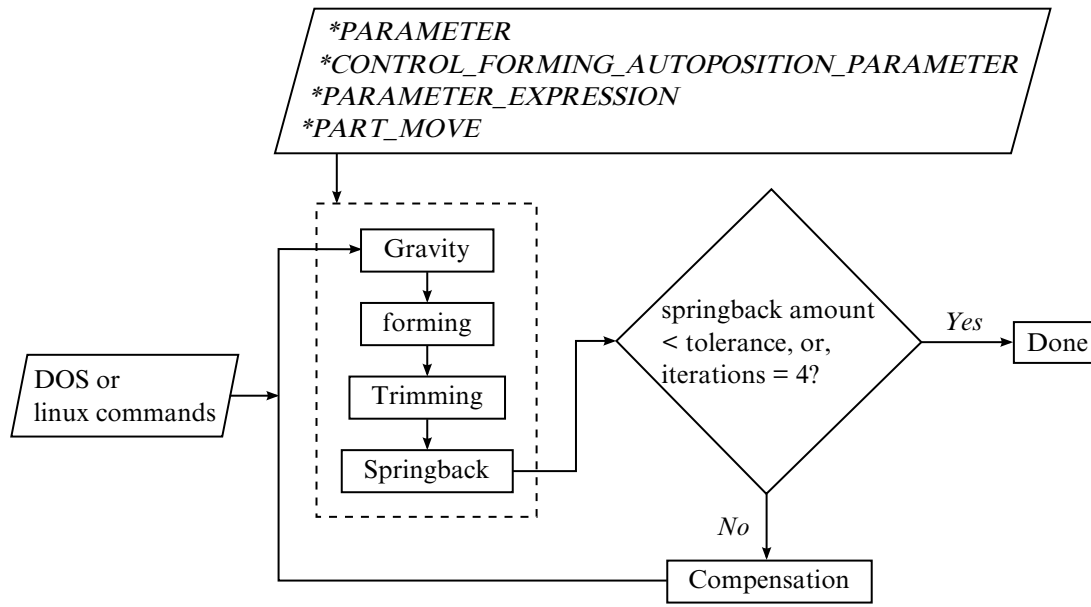 *PARAMETER
*CONTROL_FORMING_AUTOPOSITION_PARAMETER
*PARAMETER_EXPRESSION
*PART_MOVE
Gravity
forming
Trimming
Springback
DOS or
linux commands
springback amount
< tolerance, or,
iterations = 4?
Yes
Done
No
Compensation